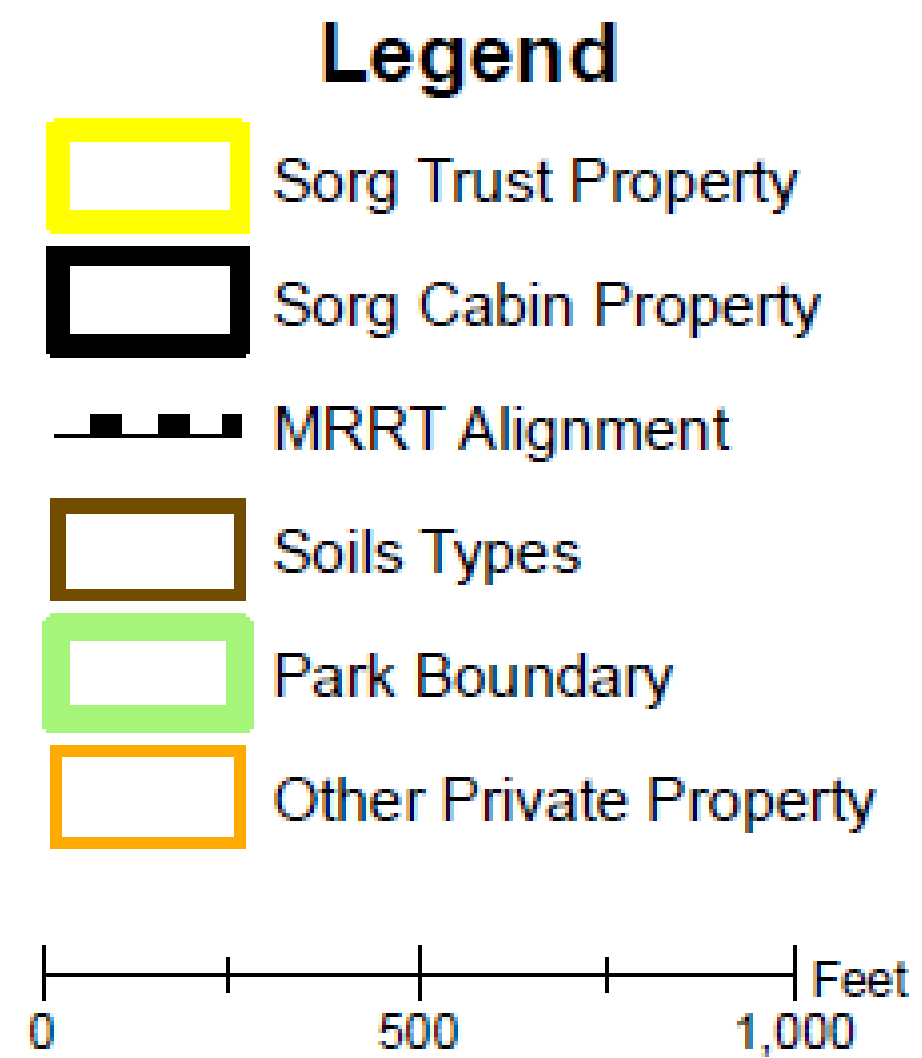 Legend
Sorg Trust Property
Sorg Cabin Property
MRRT Alignment
Soils Types
Park Boundary
Other Private Property
Feet
0 500 1,000